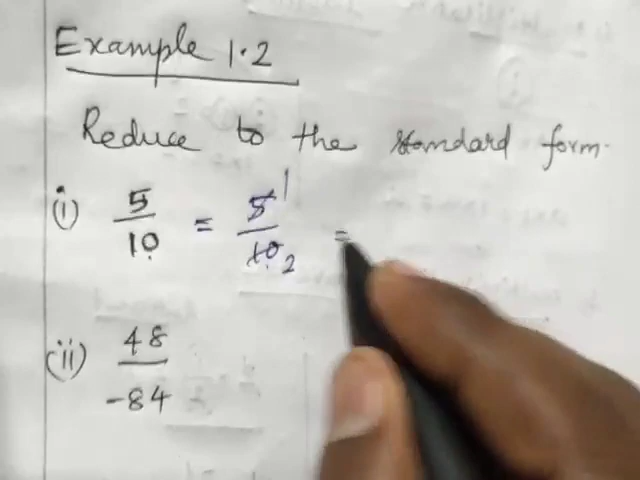 Example 1.2
Reduce to the standard form.
(i) 5/10 = 5/10 1 2 =
(ii) 48/-84